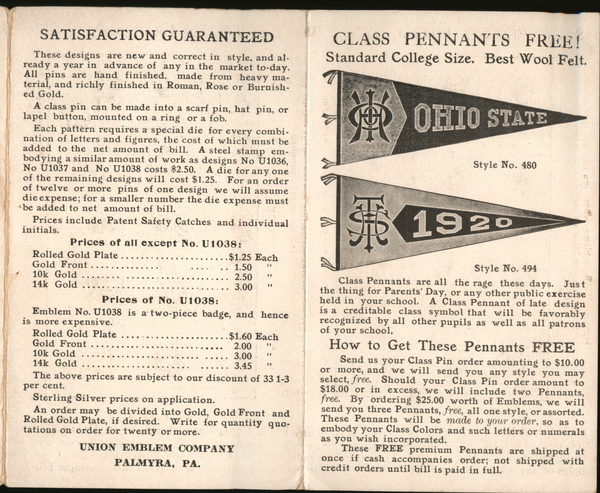 SATISFACTION GUARANTEED
These designs are new and correct in style, and al-
ready a year in advance of any in the market to-day.
All pins are hand finished, made from heavy ma-
terial, and richly finished in Roman, Rose or Burnish-
ed Gold.
A class pin can be made into a scarf pin, hat pin, or
lapel button, mounted on a ring or a fob.
Each pattern requires a special die for every combi-
nation of letters and figures, the cost of which must be
added to the net amount of bill. A steel stamp em-
bodying a similar amount of work as designs No U1036,
No U1037 and No U1038 costs $2.50. A die for any one
of the remaining designs will cost $1.25. For an order
of twelve or more pins of one design we will assume
die expense; for a smaller number the die expense must
be added to net amount of bill.
Prices include Patent Safety Catches and individual
initials.
Prices of all except No. U1038:
Rolled Gold Plate ........................$1.25 Each
Gold Front ................ ...... ..... 1.50 "
10k Gold ................................ 2.50 "
14k Gold ................................ 3.00 "
Prices of No. U1038:
Emblem No. U1038 is a two-piece badge, and hence
is more expensive.
Rolled Gold Plate ........................$1.60 Each
Gold Front .............................. 2.00 "
10k Gold ........................ ...... 3.00 "
14k Gold ........................ ...... 3.45 "
The above prices are subject to our discount of 33 1-3
per cent.
Sterling Silver prices on application.
An order may be divided into Gold, Gold Front and
Rolled Gold Plate, if desired. Write for quantity quo-
tations on order for twenty or more.
UNION EMBLEM COMPANY
PALMYRA, PA.
CLASS PENNANTS FREE!
Standard College Size. Best Wool Felt.
OHIO STATE
Style No. 480
1920
Style No. 494
Class Pennants are all the rage these days. Just
the thing for Parents' Day, or any other public exercise
held in your school. A Class Pennant of late design
is a creditable class symbol that will be favorably
recognized by all other pupils as well as all patrons
of your school.
How to Get These Pennants FREE
Send us your Class Pin order amounting to $10.00
or more, and we will send you any style you may
select, free. Should your Class Pin order amount to
$18.00 or in excess, we will include two Pennants,
free. By ordering $25.00 worth of Emblems, we will
send you three Pennants, free, all one style, or assorted.
These Pennants will be made to your order, so as to
embody your Class Colors and such letters or numerals
as you wish incorporated.
These FREE premium Pennants are shipped at
once if cash accompanies order; not shipped with
credit orders until bill is paid in full.